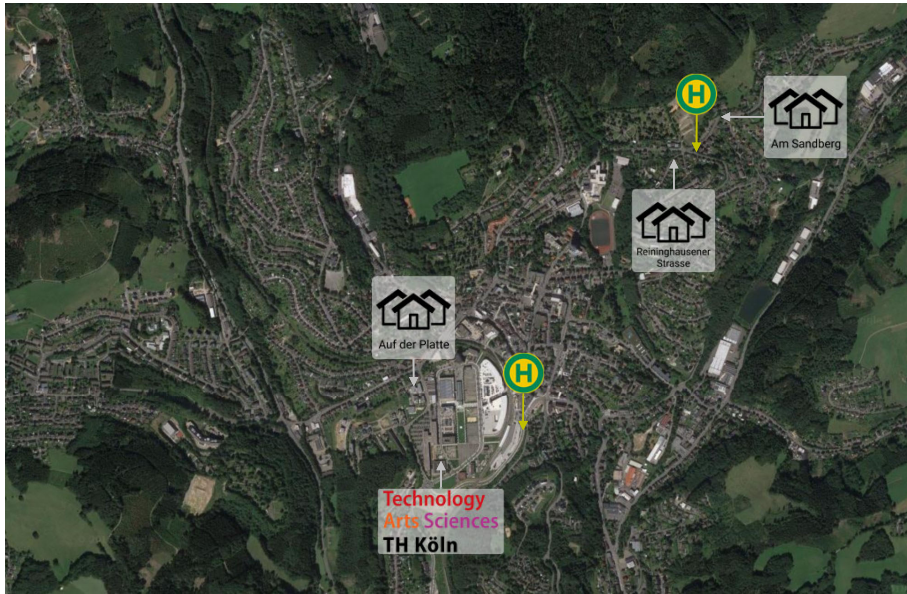 H
Am Sandberg
Reininghausener
Strasse
Auf der Platte
H
Technology
Arts Sciences
TH Köln